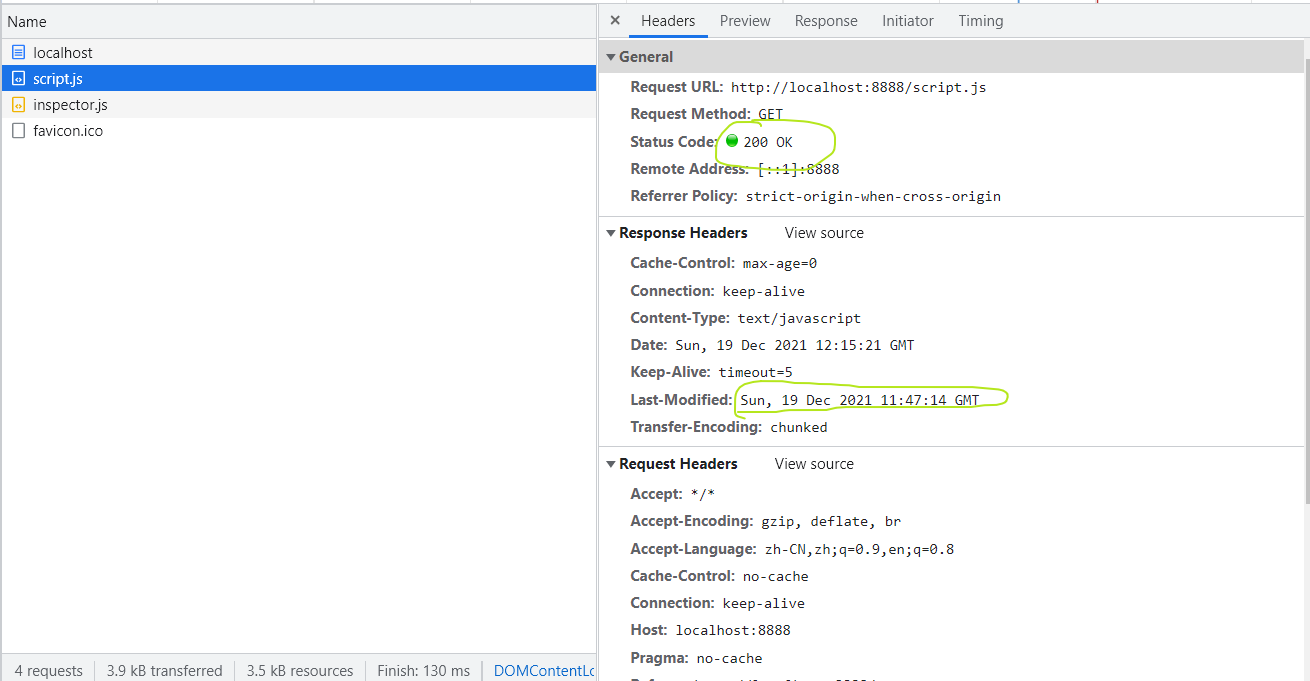 Name
localhost
script.js
inspector.js
favicon.ico
4 requests 3.9 kB transferred 3.5 kB resources Finish: 130 ms DOMContentLo
× Headers Preview Response Initiator Timing
General
Request URL: http://localhost:8888/script.js
Request Method: GET
Status Code: 200 OK
Remote Address: [::1]:8888
Referrer Policy: strict-origin-when-cross-origin
Response Headers View source
Cache-Control: max-age=0
Connection: keep-alive
Content-Type: text/javascript
Date: Sun, 19 Dec 2021 12:15:21 GMT
Keep-Alive: timeout=5
Last-Modified: Sun, 19 Dec 2021 11:47:14 GMT
Transfer-Encoding: chunked
Request Headers View source
Accept: */*
Accept-Encoding: gzip, deflate, br
Accept-Language: zh-CN,zh;q=0.9,en;q=0.8
Cache-Control: no-cache
Connection: keep-alive
Host: localhost:8888
Pragma: no-cache